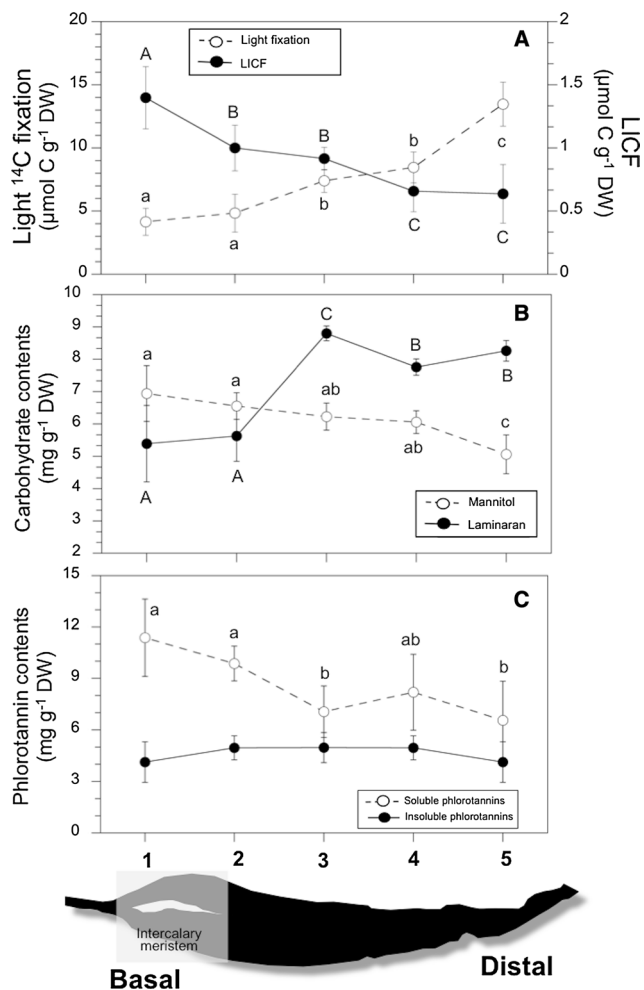 20
15
10
5
0
Light ¹⁴C fixation
(µmol C g⁻¹ DW)
Light fixation
LICF
A
A
B
B
b
c
a
a
b
C
C
2
1.5
1
0.5
0
LICF
(µmol C g⁻¹ DW)
10
9
8
7
6
5
4
3
2
Carbohydrate contents
(mg g⁻¹ DW)
B
C
B
a
a
ab
c
B
ab
A
A
Mannitol
Laminaran
15
12
9
6
3
0
Phlorotannin contents
(mg g⁻¹ DW)
C
a
a
b
ab
b
Soluble phlorotannins
Insoluble phlorotannins
1 2 3 4 5
Intercalary
meristem
Basal
Distal